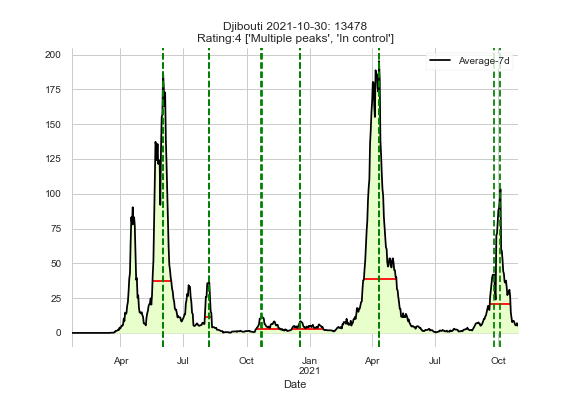 Djibouti 2021-10-30: 13478
Rating:4 ['Multiple peaks', 'In control']
Average-7d
200
175
150
125
100
75
50
25
0
Apr Jul Oct Jan Apr Jul Oct
2021
Date